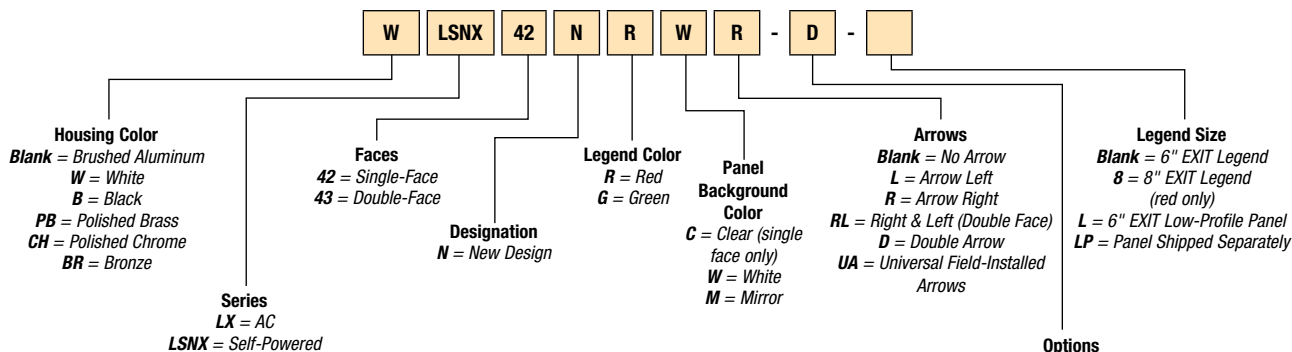 W LSNX 42 N R W R - D -
Housing Color
Blank = Brushed Aluminum
W = White
B = Black
PB = Polished Brass
CH = Polished Chrome
BR = Bronze
Series
LX = AC
LSNX = Self-Powered
Faces
42 = Single-Face
43 = Double-Face
Designation
N = New Design
Legend Color
R = Red
G = Green
Panel
Background
Color
C = Clear (single
face only)
W = White
M = Mirror
Arrows
Blank = No Arrow
L = Arrow Left
R = Arrow Right
RL = Right & Left (Double Face)
D = Double Arrow
UA = Universal Field-Installed
Arrows
Options
Legend Size
Blank = 6" EXIT Legend
8 = 8" EXIT Legend
(red only)
L = 6" EXIT Low-Profile Panel
LP = Panel Shipped Separately